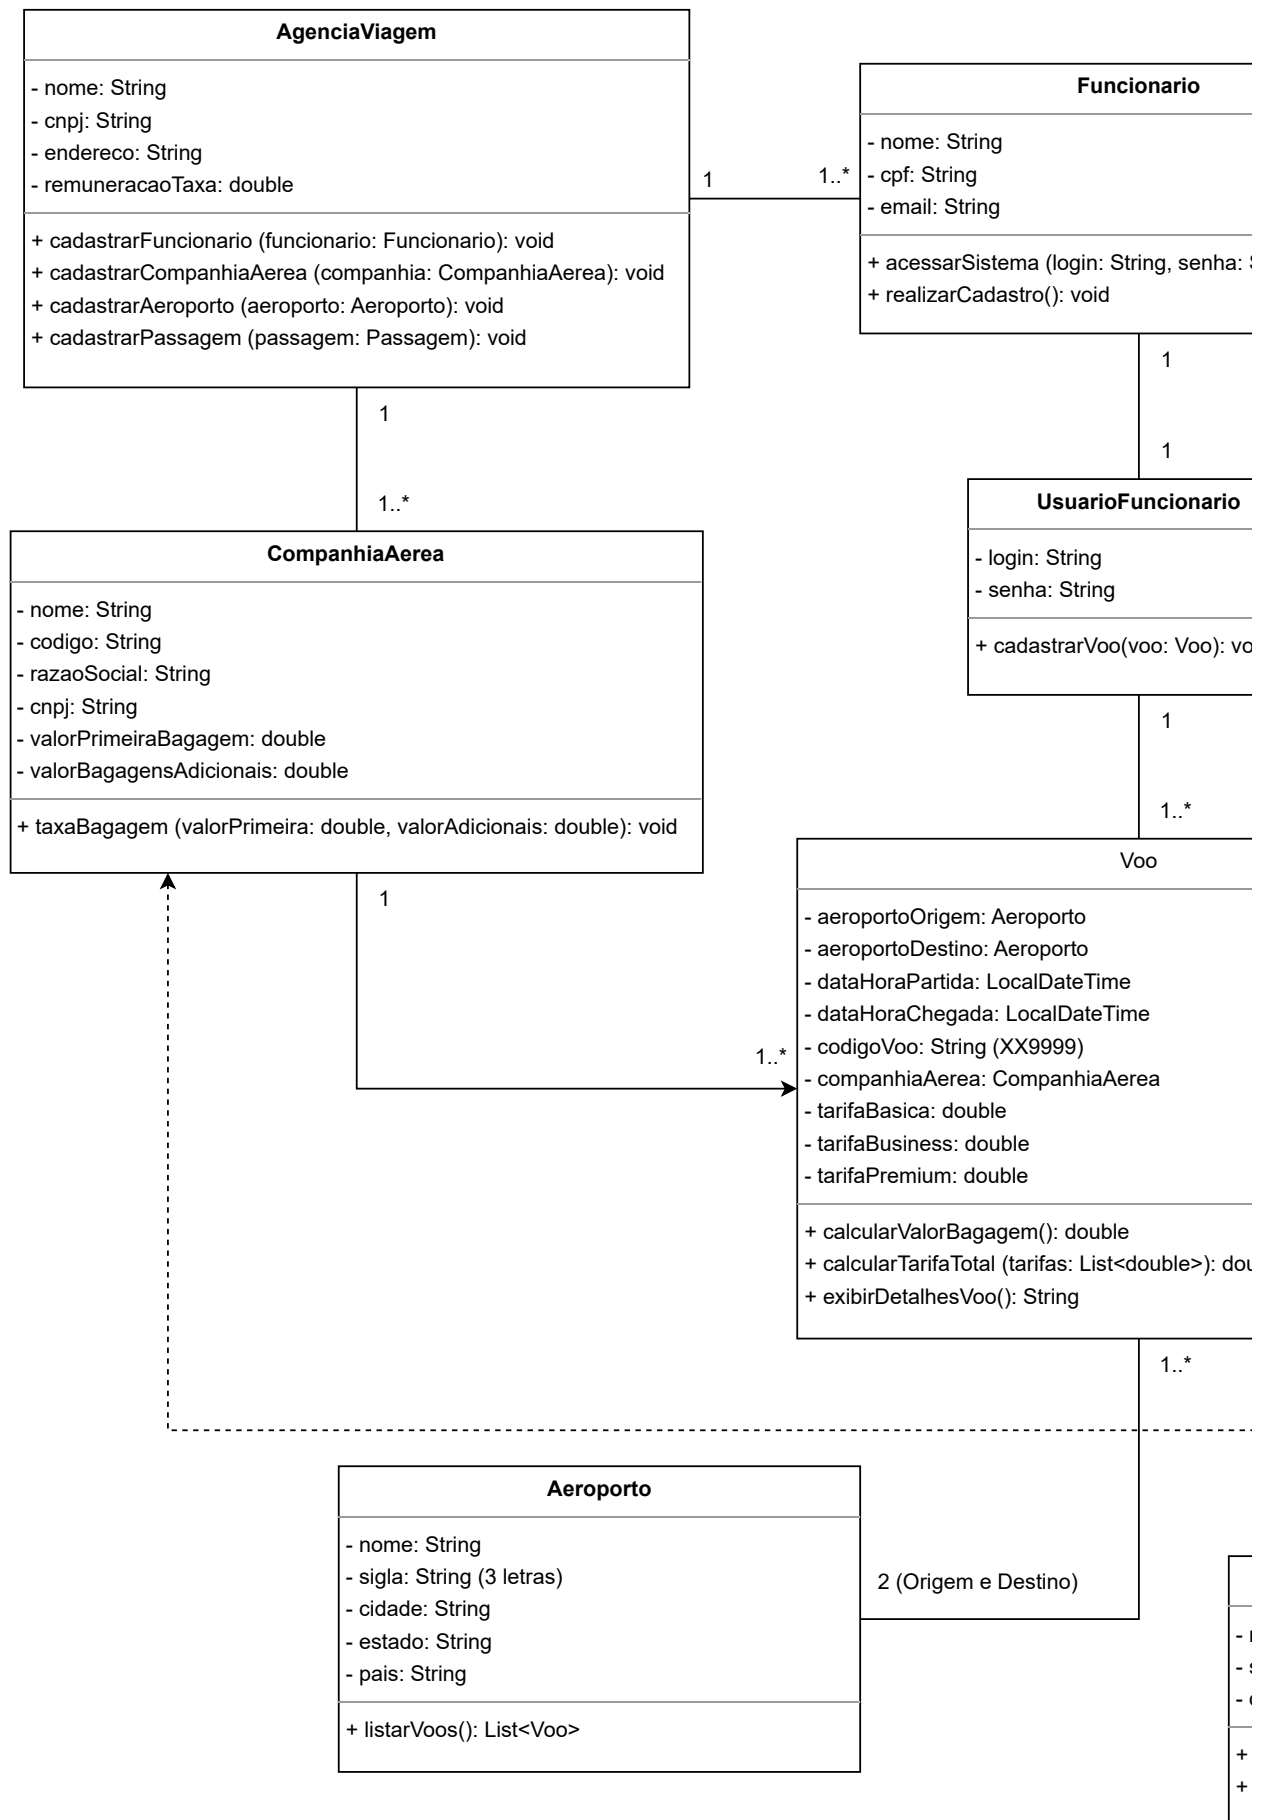 AgenciaViagem
- nome: String
- cnpj: String
- endereco: String
- remuneracaoTaxa: double
+ cadastrarFuncionario (funcionario: Funcionario): void
+ cadastrarCompanhiaAerea (companhia: CompanhiaAerea): void
+ cadastrarAeroporto (aeroporto: Aeroporto): void
+ cadastrarPassagem (passagem: Passagem): void
1
1..*
Funcionario
- nome: String
- cpf: String
- email: String
+ acessarSistema (login: String, senha:
+ realizarCadastro(): void
1
1
1
1..*
UsuarioFuncionario
- login: String
- senha: String
+ cadastrarVoo(voo: Voo):
1
1..*
CompanhiaAerea
- nome: String
- codigo: String
- razaoSocial: String
- cnpj: String
- valorPrimeiraBagagem: double
- valorBagagensAdicionais: double
+ taxaBagagem (valorPrimeira: double, valorAdicionais: double): void
1
1..*
Voo
- aeroportoOrigem: Aeroporto
- aeroportoDestino: Aeroporto
- dataHoraPartida: LocalDateTime
- dataHoraChegada: LocalDateTime
- codigoVoo: String (XX9999)
- companhiaAerea: CompanhiaAerea
- tarifaBasica: double
- tarifaBusiness: double
- tarifaPremium: double
+ calcularValorBagagem(): double
+ calcularTarifaTotal (tarifas: List<double>):
+ exibirDetalhesVoo(): String
1..*
2 (Origem e Destino)
Aeroporto
- nome: String
- sigla: String (3 letras)
- cidade: String
- estado: String
- pais: String
+ listarVoos(): List<Voo>
-
-
-
+
+